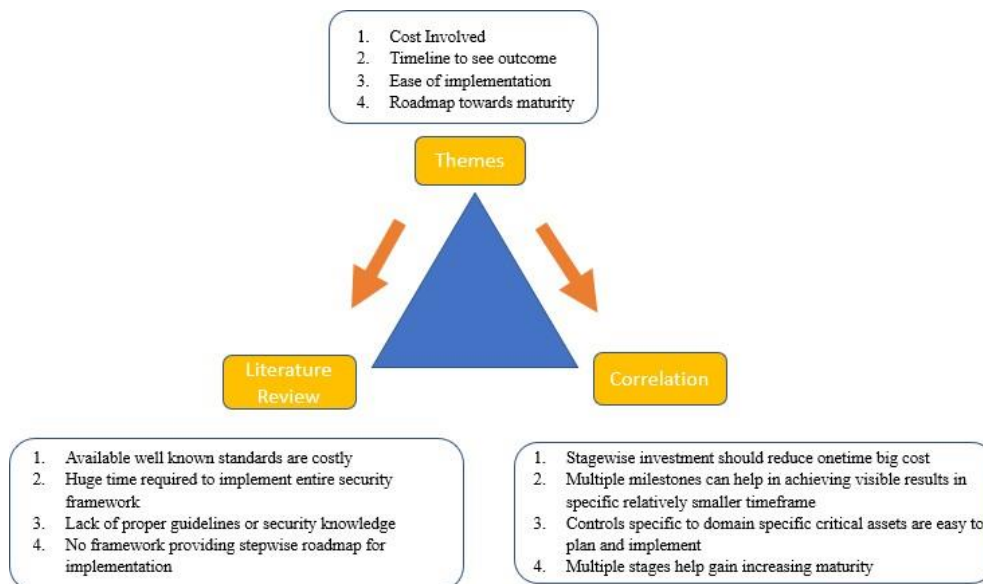 1. Cost Involved
2. Timeline to see outcome
3. Ease of implementation
4. Roadmap towards maturity
Themes
Literature
Review
Correlation
1. Available well known standards are costly
2. Huge time required to implement entire security
framework
3. Lack of proper guidelines or security knowledge
4. No framework providing stepwise roadmap for
implementation
1. Stagewise investment should reduce onetime big cost
2. Multiple milestones can help in achieving visible results in
specific relatively smaller timeframe
3. Controls specific to domain specific critical assets are easy to
plan and implement
4. Multiple stages help gain increasing maturity